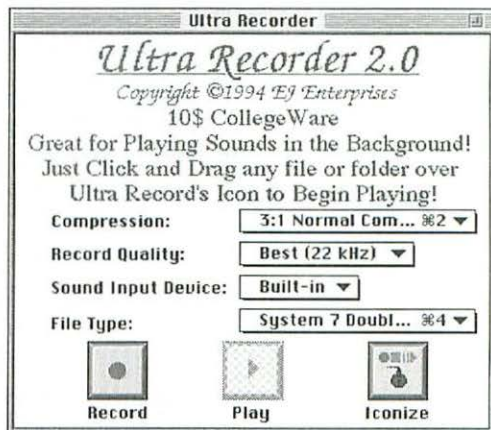 Ultra Recorder
Ultra Recorder 2.0
Copyright ©1994 EJ Enterprises
10$ CollegeWare
Great for Playing Sounds in the Background!
Just Click and Drag any file or folder over
Ultra Record's Icon to Begin Playing!
Compression: 3:1 Normal Com... ⌘2
Record Quality: Best (22 kHz)
Sound Input Device: Built-in
File Type: System 7 Doubl... ⌘4
Record Play Iconize